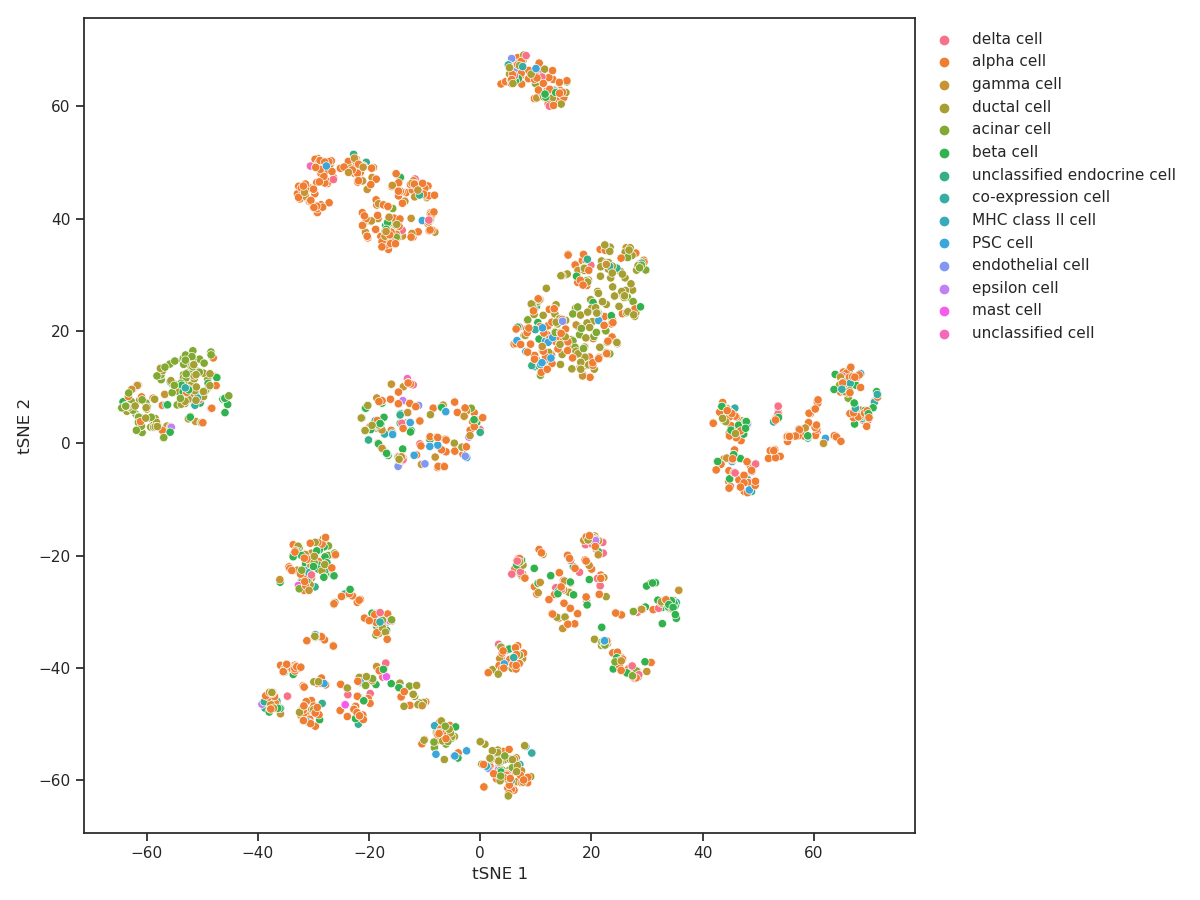 delta cell
alpha cell
gamma cell
ductal cell
acinar cell
beta cell
unclassified endocrine cell
co-expression cell
MHC class II cell
PSC cell
endothelial cell
epsilon cell
mast cell
unclassified cell
60
40
20
0
−20
−40
−60
tSNE 2
−60 −40 −20 0 20 40 60
tSNE 1